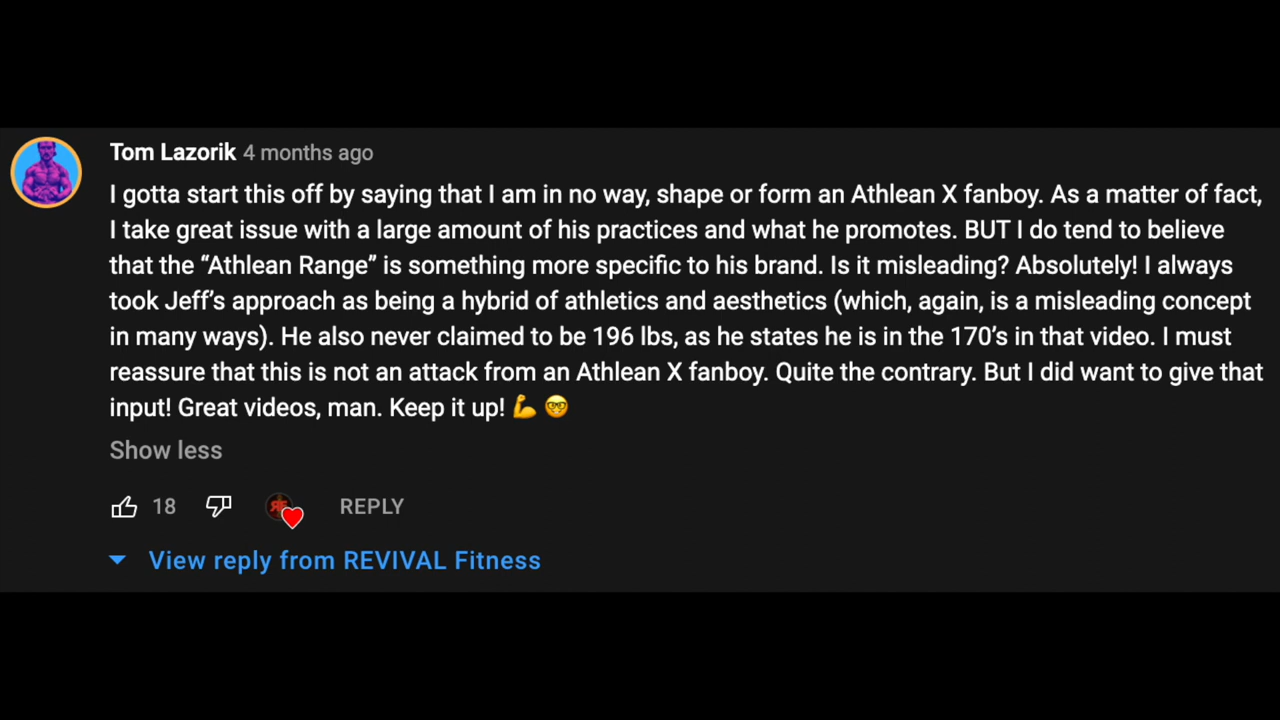 Tom Lazorik 4 months ago
I gotta start this off by saying that I am in no way, shape or form an Athlean X fanboy. As a matter of fact,
I take great issue with a large amount of his practices and what he promotes. BUT I do tend to believe
that the “Athlean Range” is something more specific to his brand. Is it misleading? Absolutely! I always
took Jeff’s approach as being a hybrid of athletics and aesthetics (which, again, is a misleading concept
in many ways). He also never claimed to be 196 lbs, as he states he is in the 170’s in that video. I must
reassure that this is not an attack from an Athlean X fanboy. Quite the contrary. But I did want to give that
input! Great videos, man. Keep it up! 💪 🤓
Show less
18 REPLY
View reply from REVIVAL Fitness